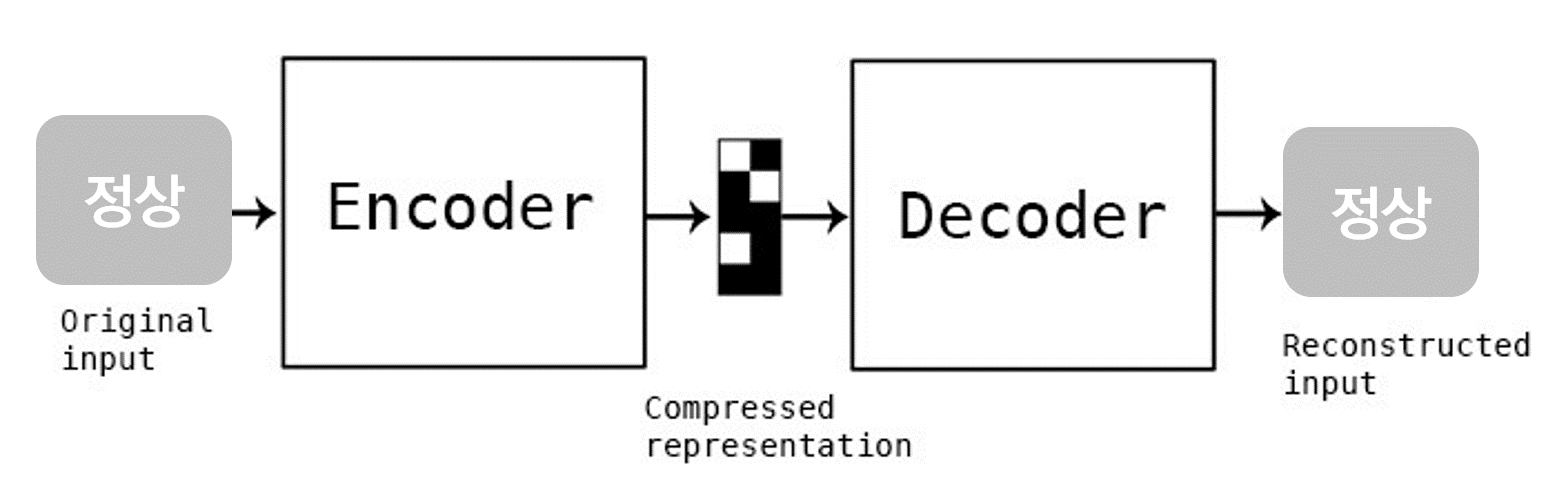 정상
Original
input
Encoder
Compressed
representation
Decoder
정상
Reconstructed
input